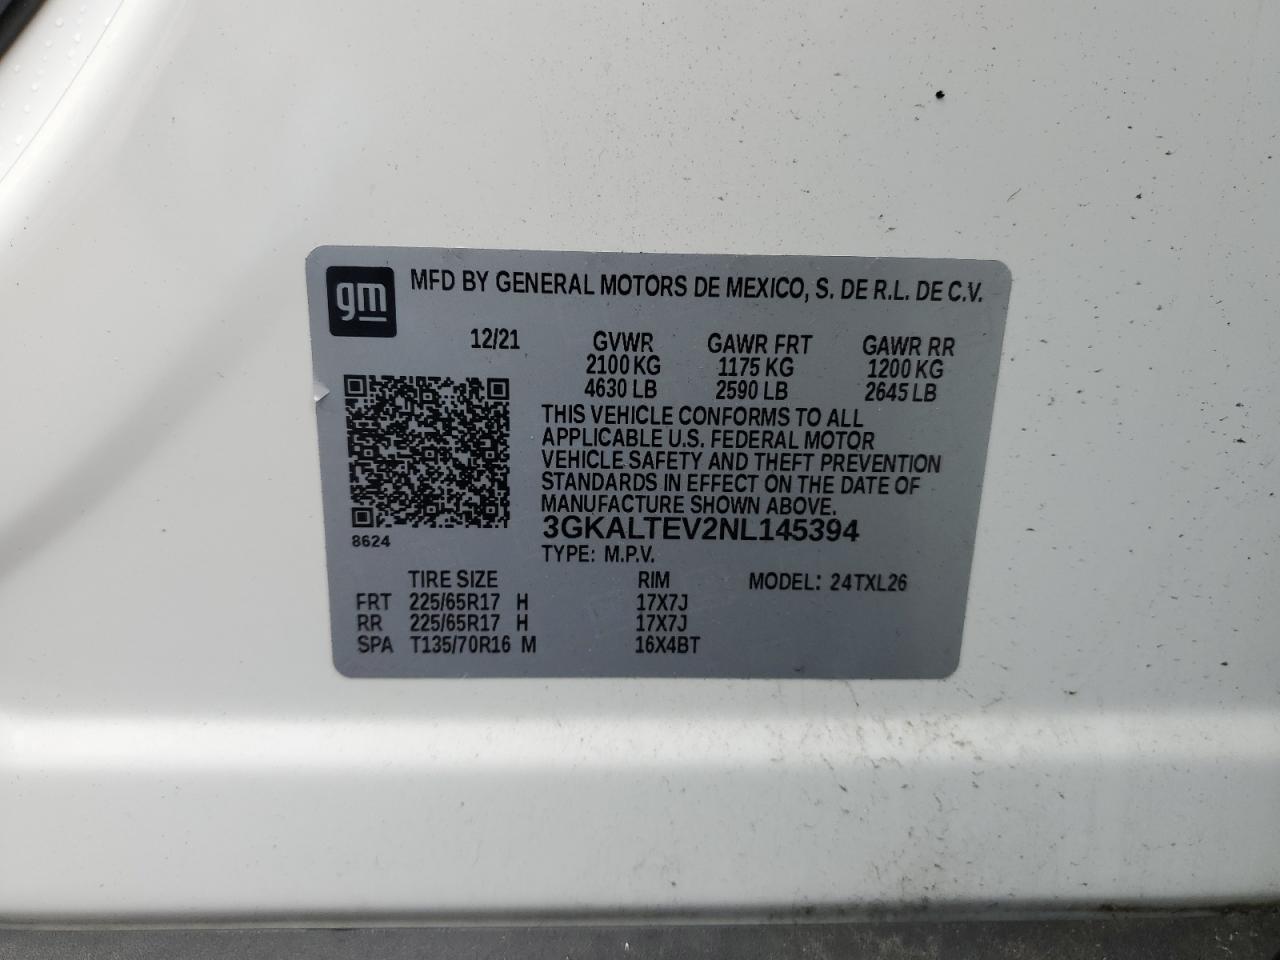 gm
MFD BY GENERAL MOTORS DE MEXICO, S. DE R.L. DE C.V.
12/21 GVWR GAWR FRT GAWR RR
2100 KG 1175 KG 1200 KG
4630 LB 2590 LB 2645 LB
THIS VEHICLE CONFORMS TO ALL
APPLICABLE U.S. FEDERAL MOTOR
VEHICLE SAFETY AND THEFT PREVENTION
STANDARDS IN EFFECT ON THE DATE OF
MANUFACTURE SHOWN ABOVE.
3GKALTEV2NL145394
8624
TYPE: M.P.V.
TIRE SIZE RIM MODEL: 24TXL26
FRT 225/65R17 H 17X7J
RR 225/65R17 H 17X7J
SPA T135/70R16 M 16X4BT